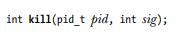 int kill(pid_t pid, int sig);